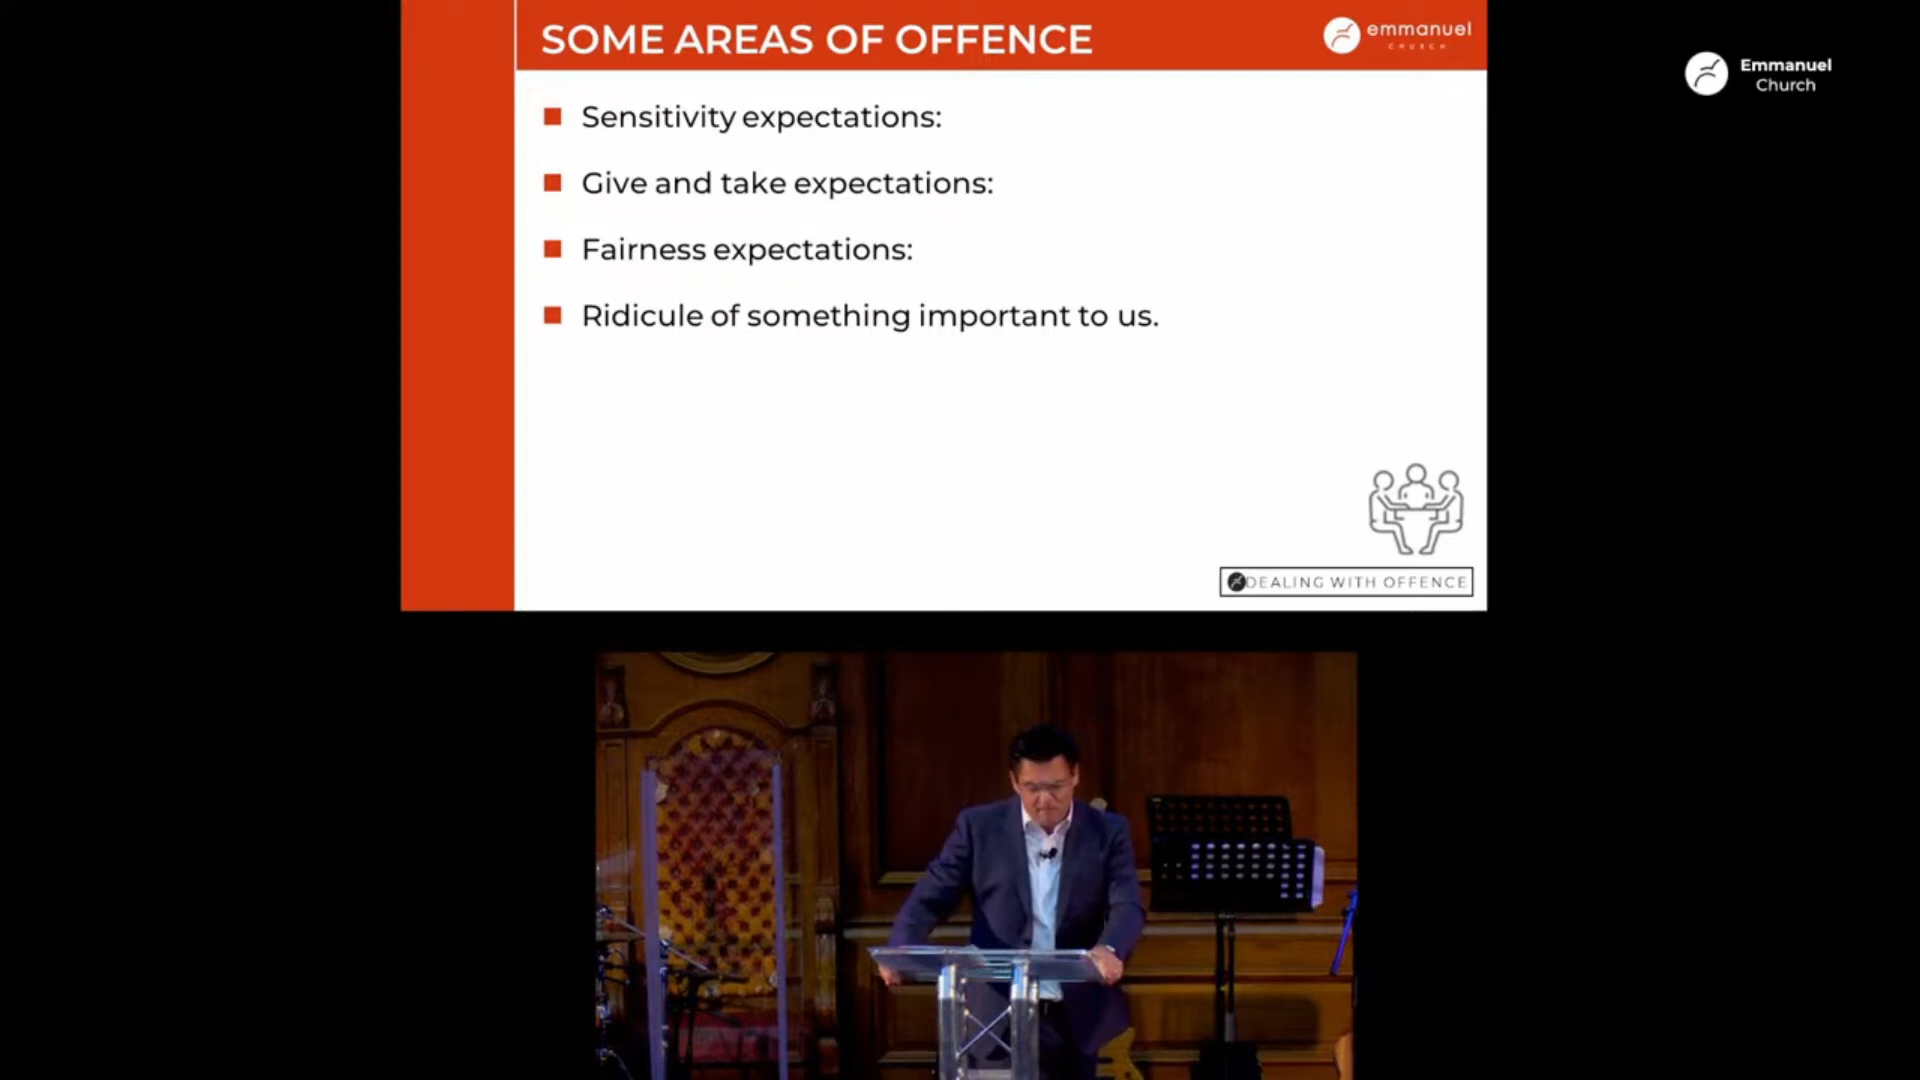 SOME AREAS OF OFFENCE
emmanuel
CHURCH
Emmanuel
Church
Sensitivity expectations:
Give and take expectations:
Fairness expectations:
Ridicule of something important to us.
DEALING WITH OFFENCE